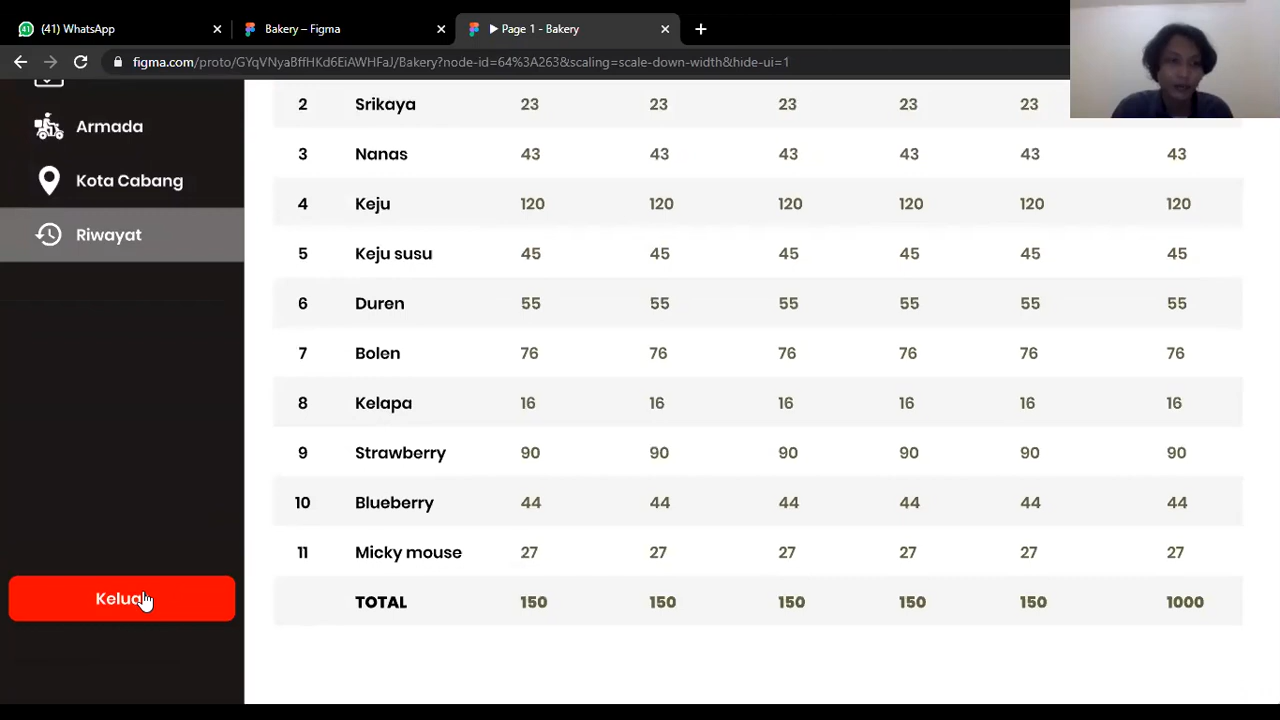 (41) WhatsApp
Bakery – Figma
Page 1 - Bakery
figma.com/proto/GYqVNyaBffHKd6EiAWHFaJ/Bakery?node-id=64%3A263&scaling=scale-down-width&hide-ui=1
Armada
Kota Cabang
Riwayat
Keluar
2 Srikaya 23 23 23 23 23
3 Nanas 43 43 43 43 43 43
4 Keju 120 120 120 120 120 120
5 Keju susu 45 45 45 45 45 45
6 Duren 55 55 55 55 55 55
7 Bolen 76 76 76 76 76 76
8 Kelapa 16 16 16 16 16 16
9 Strawberry 90 90 90 90 90 90
10 Blueberry 44 44 44 44 44 44
11 Micky mouse 27 27 27 27 27 27
TOTAL 150 150 150 150 150 1000